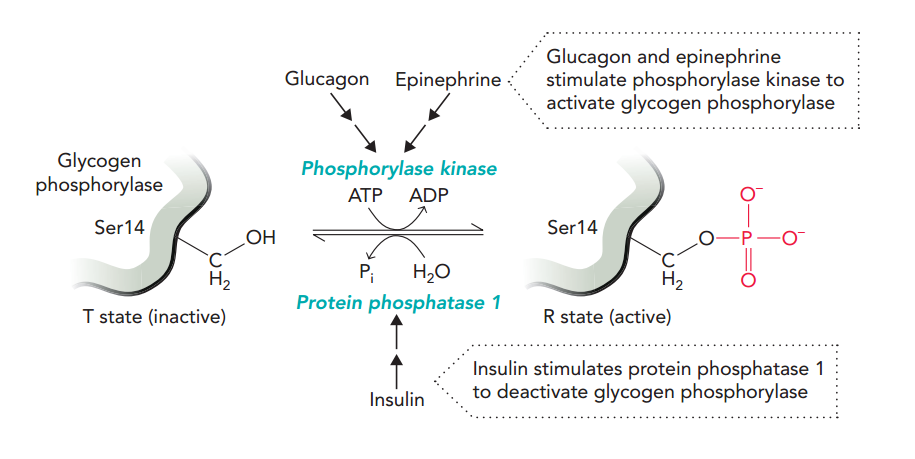 Glucagon and epinephrine
stimulate phosphorylase kinase to
activate glycogen phosphorylase
Glucagon Epinephrine
Glycogen
phosphorylase
Phosphorylase kinase
ATP ADP
Ser14
OH
C
H₂
Pᵢ H₂O
Protein phosphatase 1
T state (inactive)
Ser14
O⁻
O—P—O⁻
O
C
H₂
R state (active)
Insulin
Insulin stimulates protein phosphatase 1
to deactivate glycogen phosphorylase